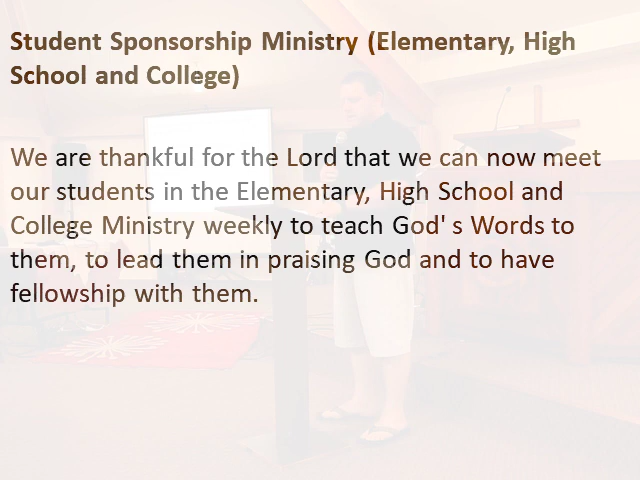 Student Sponsorship Ministry (Elementary, High
School and College)
We are thankful for the Lord that we can now meet
our students in the Elementary, High School and
College Ministry weekly to teach God' s Words to
them, to lead them in praising God and to have
fellowship with them.